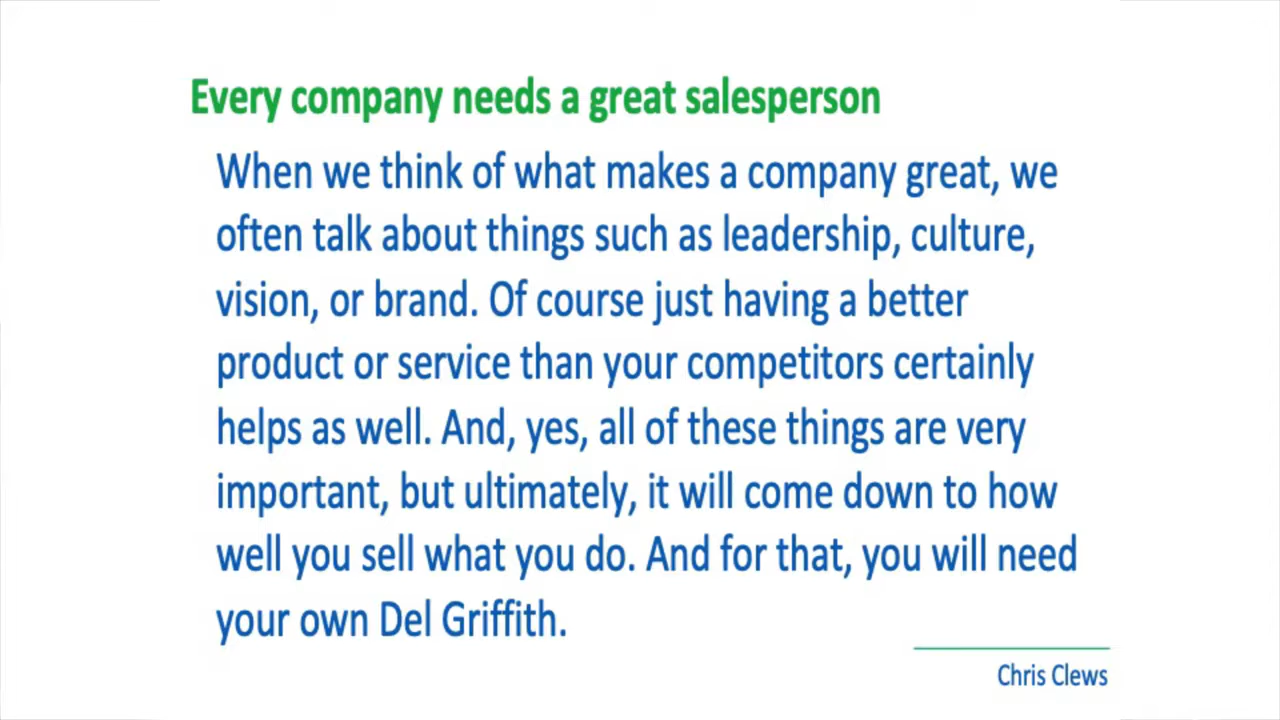 Every company needs a great salesperson
When we think of what makes a company great, we
often talk about things such as leadership, culture,
vision, or brand. Of course just having a better
product or service than your competitors certainly
helps as well. And, yes, all of these things are very
important, but ultimately, it will come down to how
well you sell what you do. And for that, you will need
your own Del Griffith.
Chris Clews